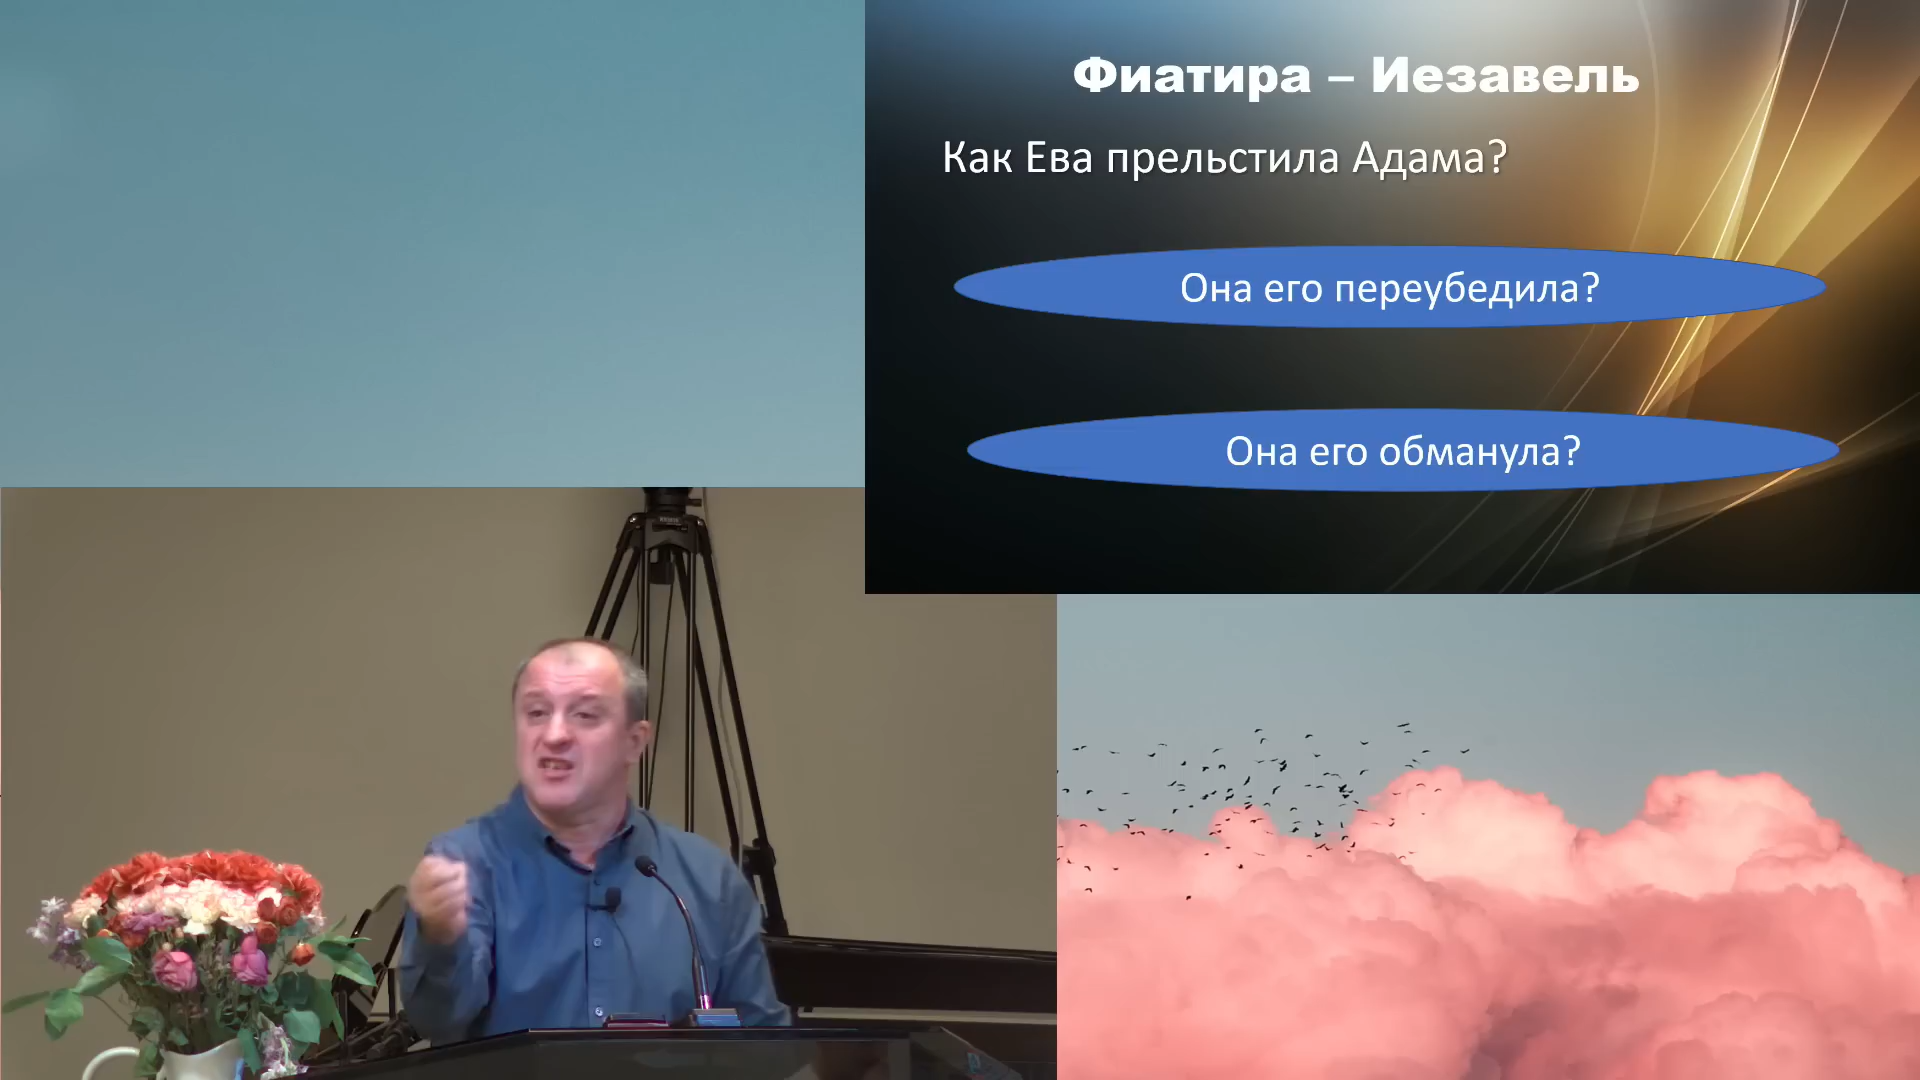 Фиатира – Иезавель
Как Ева прельстила Адама?
Она его переубедила?
Она его обманула?